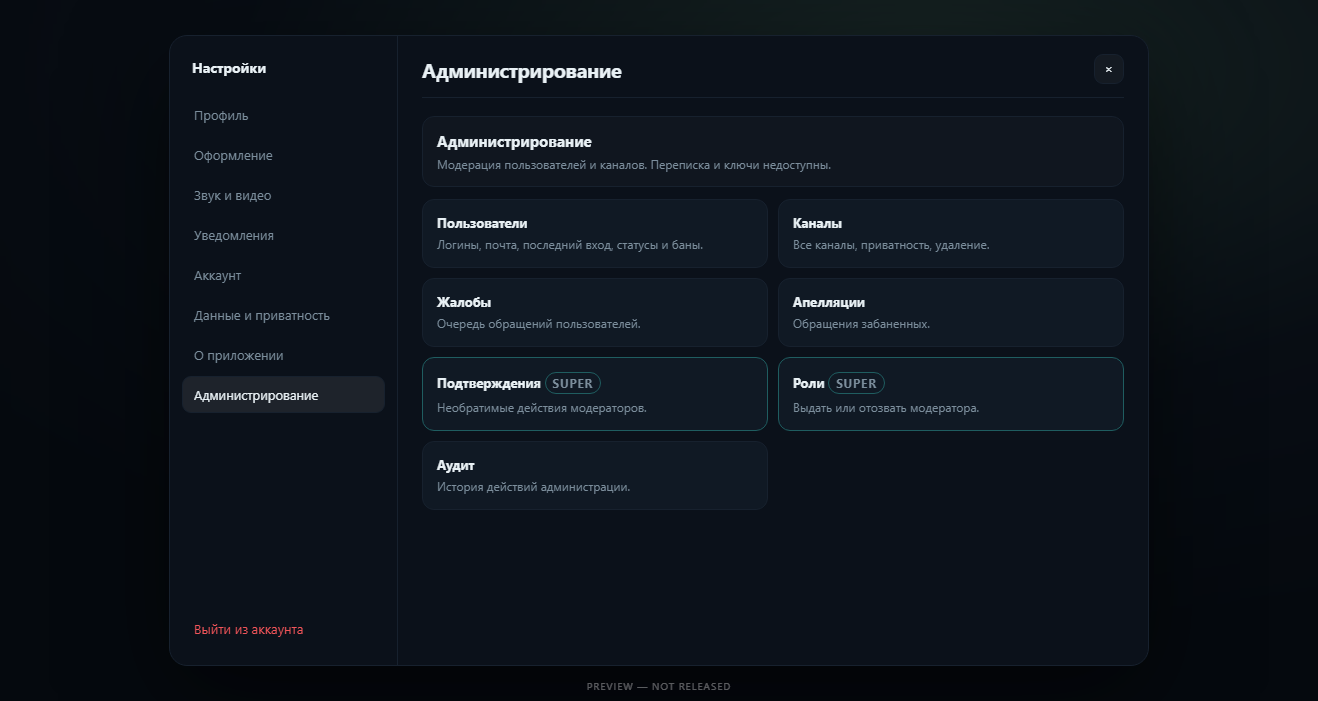 Настройки
Профиль
Оформление
Звук и видео
Уведомления
Аккаунт
Данные и приватность
О приложении
Администрирование
Выйти из аккаунта
Администрирование
×
Администрирование
Модерация пользователей и каналов. Переписка и ключи недоступны.
Пользователи
Логины, почта, последний вход, статусы и баны.
Каналы
Все каналы, приватность, удаление.
Жалобы
Очередь обращений пользователей.
Апелляции
Обращения забаненных.
Подтверждения SUPER
Необратимые действия модераторов.
Роли SUPER
Выдать или отозвать модератора.
Аудит
История действий администрации.
PREVIEW — NOT RELEASED